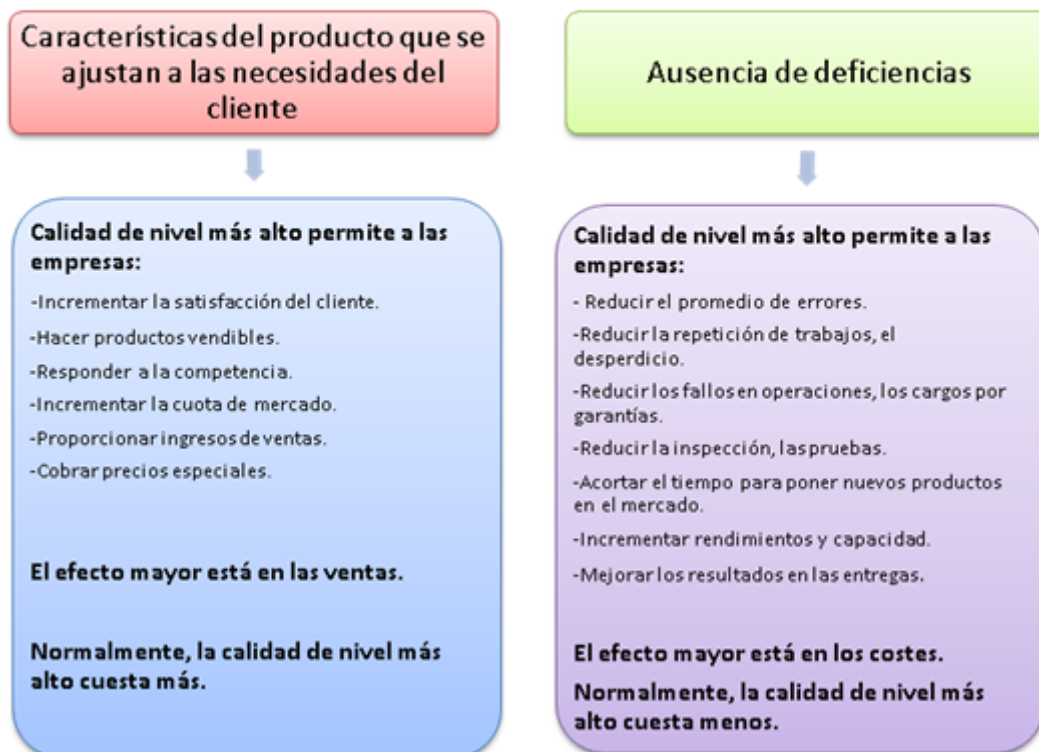 Características del producto que se
ajustan a las necesidades del
cliente
Calidad de nivel más alto permite a las
empresas:
-Incrementar la satisfacción del cliente.
-Hacer productos vendibles.
-Responder a la competencia.
-Incrementar la cuota de mercado.
-Proporcionar ingresos de ventas.
-Cobrar precios especiales.
El efecto mayor está en las ventas.
Normalmente, la calidad de nivel más
alto cuesta más.
Ausencia de deficiencias
Calidad de nivel más alto permite a las
empresas:
- Reducir el promedio de errores.
-Reducir la repetición de trabajos, el
desperdicio.
-Reducir los fallos en operaciones, los cargos por
garantías.
-Reducir la inspección, las pruebas.
-Acortar el tiempo para poner nuevos productos
en el mercado.
-Incrementar rendimientos y capacidad.
-Mejorar los resultados en las entregas.
El efecto mayor está en los costes.
Normalmente, la calidad de nivel más
alto cuesta menos.